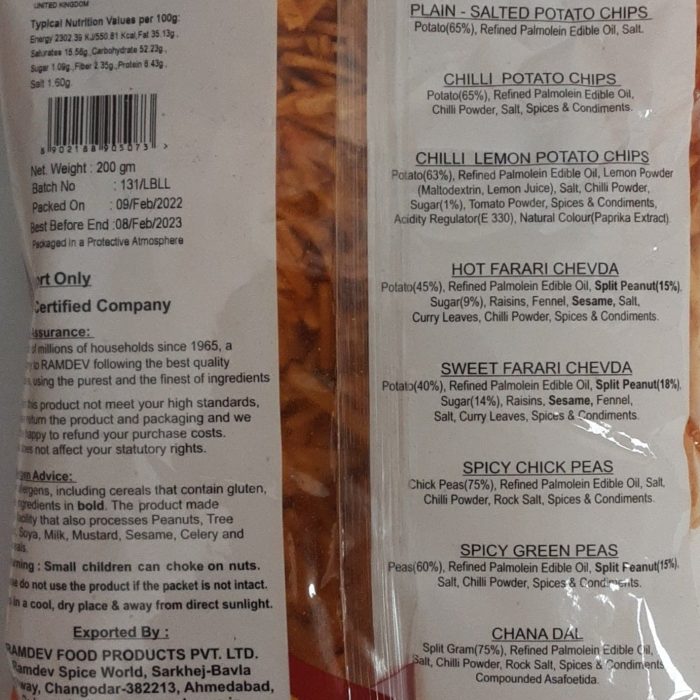 UNITED KINGDOM
Typical Nutrition Values per 100g:
Energy 2302.39 KJ/550.81 Kcal, Fat 35.13g,
Saturates 15.56g, Carbohydrate 52.23g,
Sugar 1.09g, Fiber 2.35g, Protein 6.43g,
Salt 1.60g.
8 902188 905073 >
Net. Weight : 200 gm
Batch No : 131/LBLL
Packed On : 09/Feb/2022
Best Before End :08/Feb/2023
Packaged in a Protective Atmosphere
ort Only
Certified Company
Assurance:
of millions of households since 1965, a
to RAMDEV following the best quality
using the purest and the finest of ingredients
this product not meet your high standards,
return the product and packaging and we
happy to refund your purchase costs.
does not affect your statutory rights.
Advice:
allergens, including cereals that contain gluten,
ingredients in bold. The product made
facility that also processes Peanuts, Tree
Soya, Milk, Mustard, Sesame, Celery and
ning : Small children can choke on nuts.
do not use the product if the packet is not intact.
in a cool, dry place & away from direct sunlight.
Exported By :
RAMDEV FOOD PRODUCTS PVT. LTD.
Ramdev Spice World, Sarkhej-Bavla
way, Changodar-382213, Ahmedabad,
PLAIN - SALTED POTATO CHIPS
Potato(65%), Refined Palmolein Edible Oil, Salt.
CHILLI POTATO CHIPS
Potato(65%), Refined Palmolein Edible Oil,
Chilli Powder, Salt, Spices & Condiments.
CHILLI LEMON POTATO CHIPS
Potato(63%), Refined Palmolein Edible Oil, Lemon Powder
(Maltodextrin, Lemon Juice), Salt, Chilli Powder,
Sugar(1%), Tomato Powder, Spices & Condiments,
Acidity Regulator(E 330), Natural Colour(Paprika Extract)
HOT FARARI CHEVDA
Potato(45%), Refined Palmolein Edible Oil, Split Peanut(15%),
Sugar(9%), Raisins, Fennel, Sesame, Salt,
Curry Leaves, Chilli Powder, Spices & Condiments.
SWEET FARARI CHEVDA
Potato(40%), Refined Palmolein Edible Oil, Split Peanut(18%),
Sugar(14%), Raisins, Sesame, Fennel,
Salt, Curry Leaves, Spices & Condiments.
SPICY CHICK PEAS
Chick Peas(75%), Refined Palmolein Edible Oil, Salt,
Chilli Powder, Rock Salt, Spices & Condiments.
SPICY GREEN PEAS
Peas(60%), Refined Palmolein Edible Oil, Split Peanut(15%),
Salt, Chilli Powder, Spices & Condiments.
CHANA DAL
Split Gram(75%), Refined Palmolein Edible Oil,
Salt, Chilli Powder, Rock Salt, Spices & Condiments
Compounded Asafoetida.